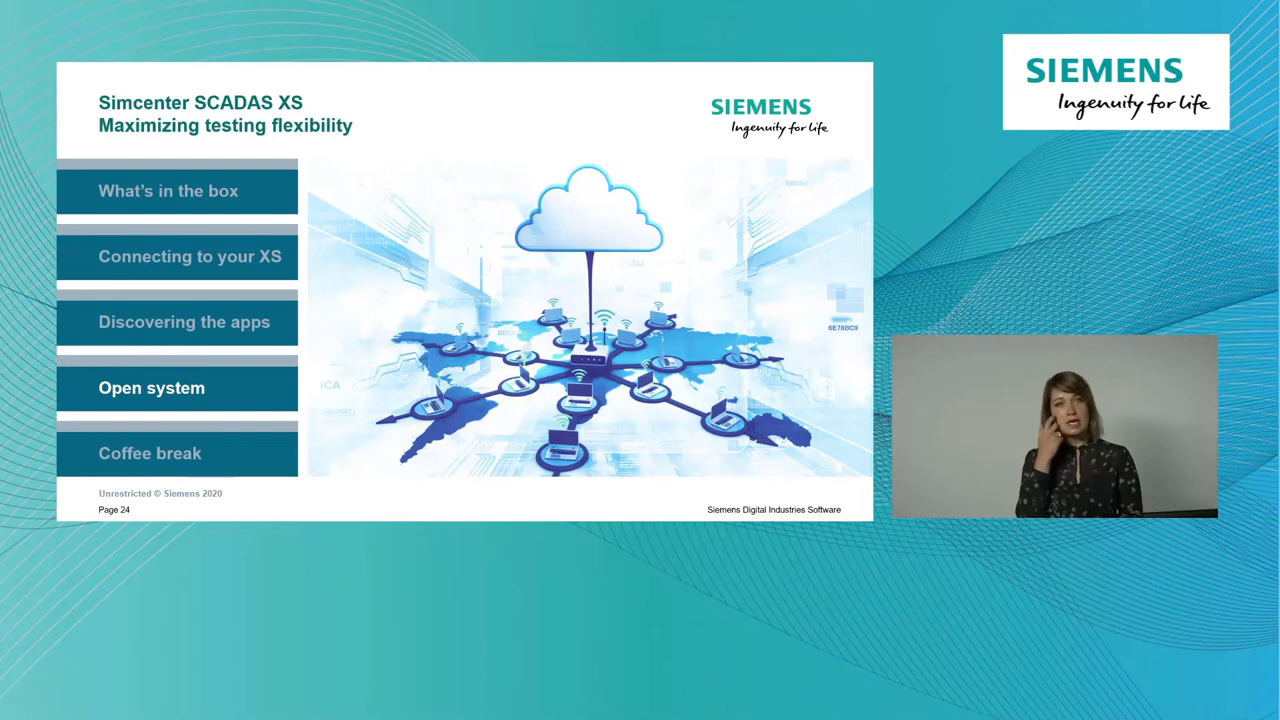 Simcenter SCADAS XS
Maximizing testing flexibility
SIEMENS
Ingenuity for life
SIEMENS
Ingenuity for life
What's in the box
Connecting to your XS
Discovering the apps
Open system
Coffee break
6E78BC9
Unrestricted © Siemens 2020
Page 24
Siemens Digital Industries Software